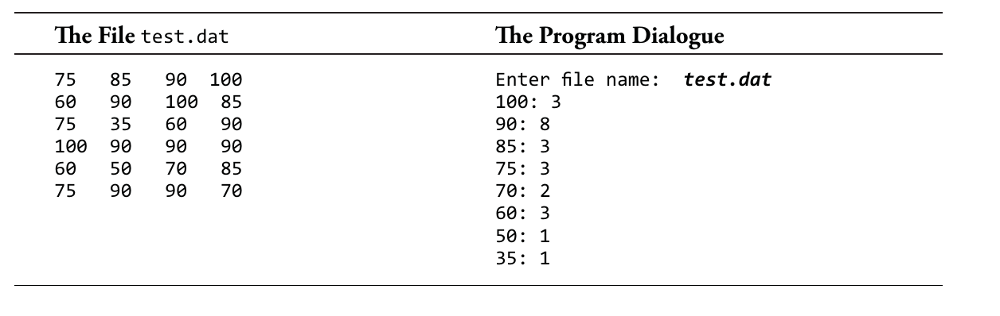 The File test.dat
75 85 90 100
60 90 100 85
75 35 60 90
100 90 90 90
60 50 70 85
75 90 90 70
The Program Dialogue
Enter file name: test.dat
100: 3
90: 8
85: 3
75: 3
70: 2
60: 3
50: 1
35: 1